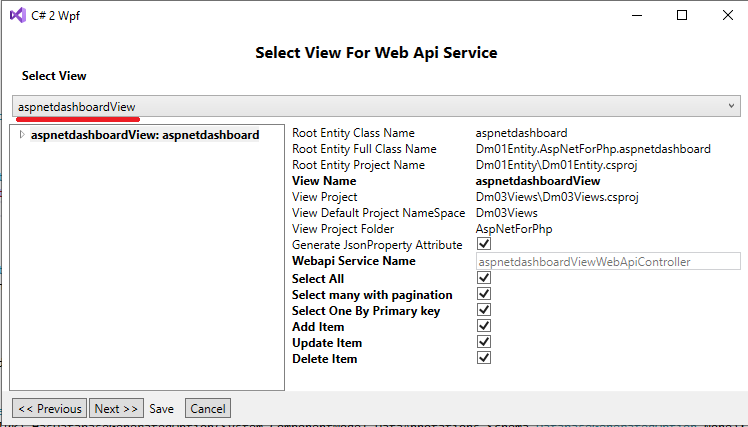 C# 2 Wpf
Select View For Web Api Service
Select View
aspnetdashboardView
aspnetdashboardView: aspnetdashboard
Root Entity Class Name aspnetdashboard
Root Entity Full Class Name Dm01Entity.AspNetForPhp.aspnetdashboard
Root Entity Project Name Dm01Entity\Dm01Entity.csproj
View Name aspnetdashboardView
View Project Dm03Views\Dm03Views.csproj
View Default Project NameSpace Dm03Views
View Project Folder AspNetForPhp
Generate JsonProperty Attribute
Webapi Service Name aspnetdashboardViewWebApiController
Select All
Select many with pagination
Select One By Primary key
Add Item
Update Item
Delete Item
<< Previous Next >> Save Cancel